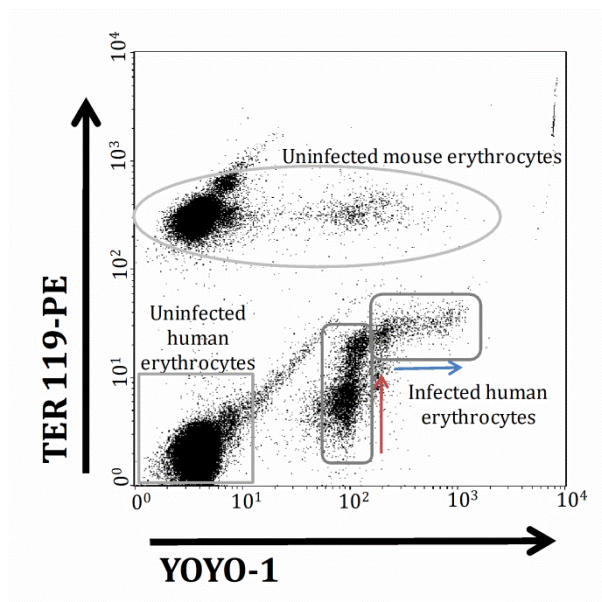 10⁴
Uninfected mouse erythrocytes
10³
10²
Uninfected
human
erythrocytes
10¹
Infected human
erythrocytes
10⁰
TER 119-PE
10⁰ 10¹ 10² 10³ 10⁴
YOYO-1